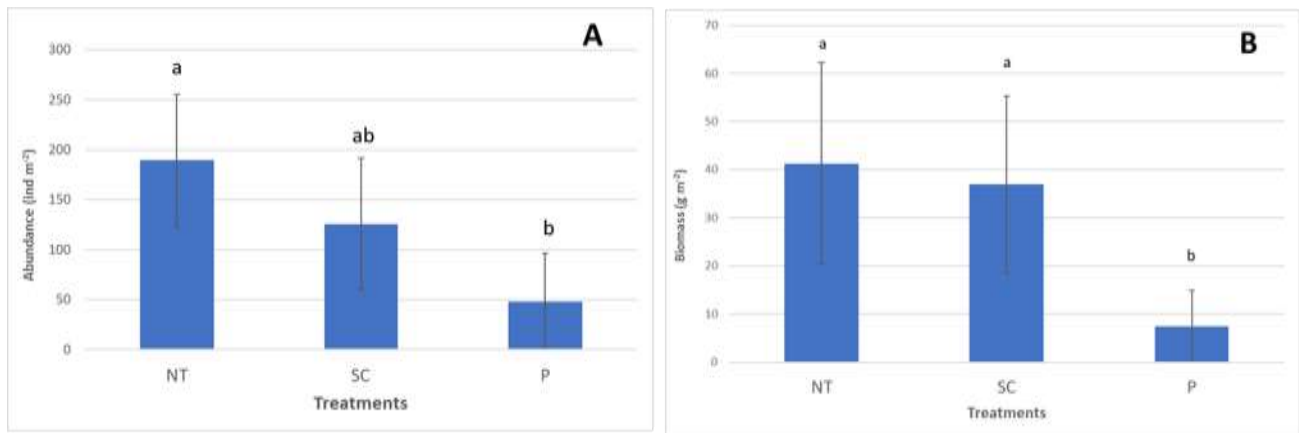 A
Abundance (ind m⁻²)
300
250
200
150
100
50
0
a
ab
b
NT SC P
Treatments
B
Biomass (g m⁻²)
70
60
50
40
30
20
10
0
a
a
b
NT SC P
Treatments